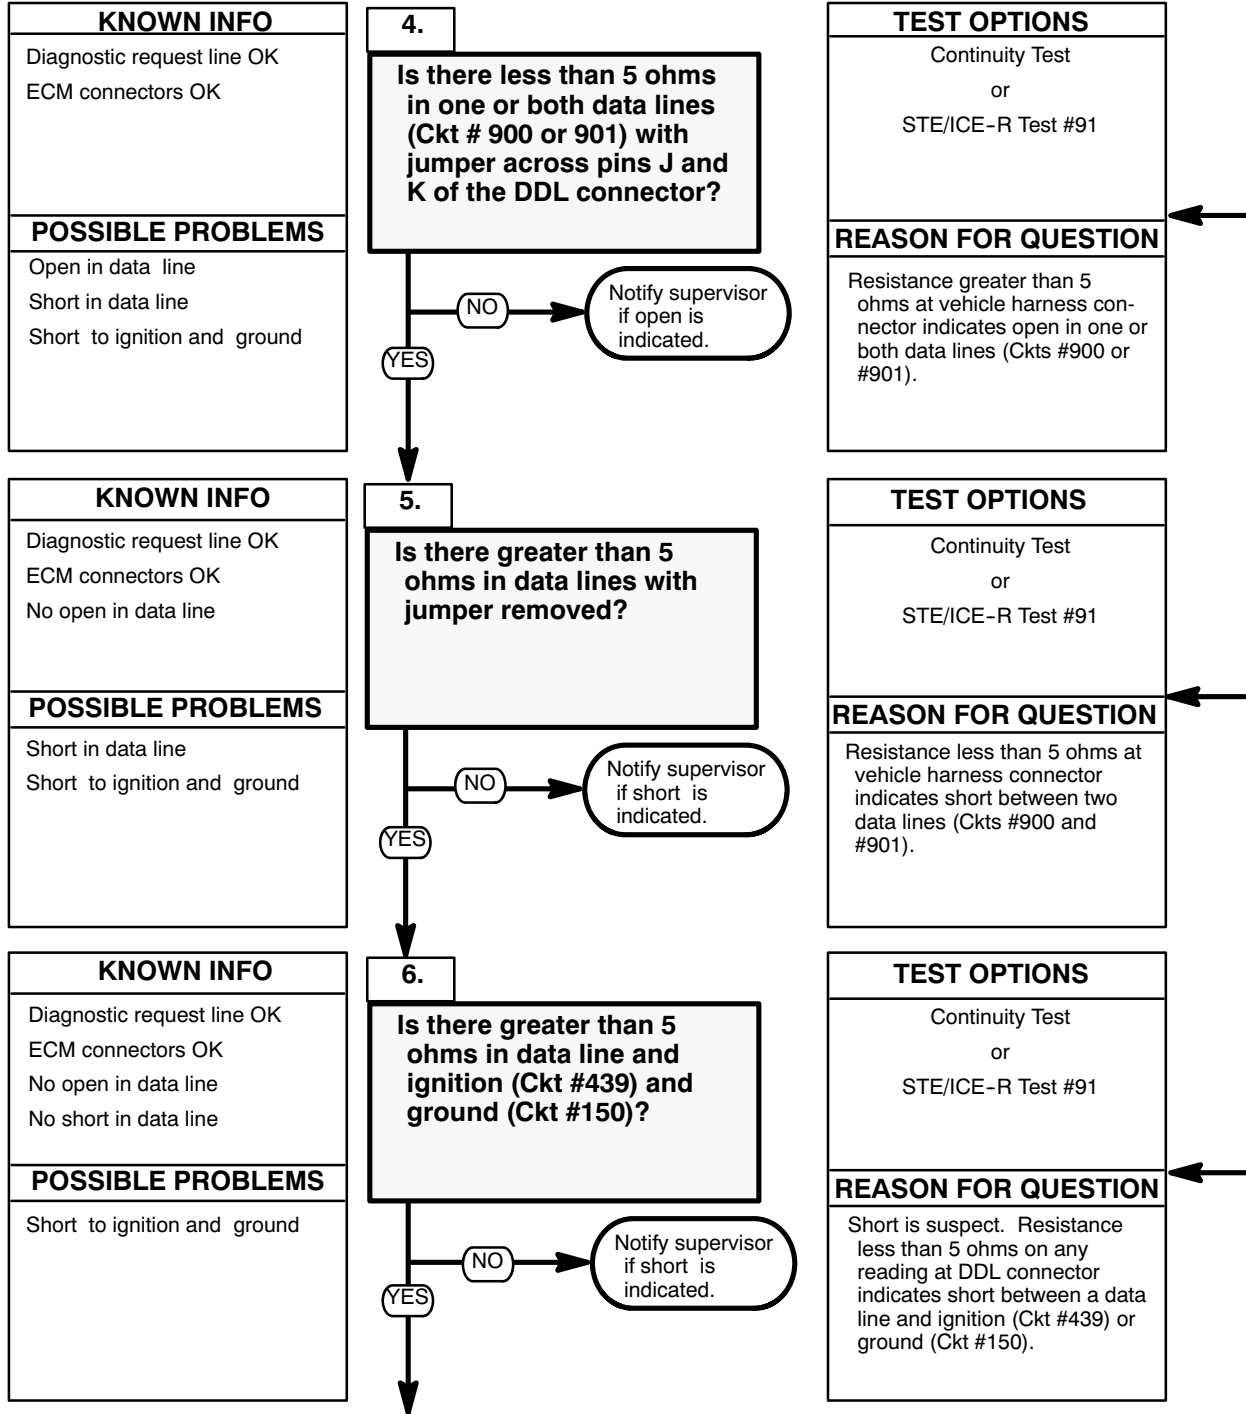 KNOWN INFO
Diagnostic request line OK
ECM connectors OK
POSSIBLE PROBLEMS
Open in data line
Short in data line
Short to ignition and ground
4.
Is there less than 5 ohms
in one or both data lines
(Ckt # 900 or 901) with
jumper across pins J and
K of the DDL connector?
NO
Notify supervisor
if open is
indicated.
YES
TEST OPTIONS
Continuity Test
or
STE/ICE-R Test #91
REASON FOR QUESTION
Resistance greater than 5
ohms at vehicle harness con-
nector indicates open in one or
both data lines (Ckts #900 or
#901).
KNOWN INFO
Diagnostic request line OK
ECM connectors OK
No open in data line
POSSIBLE PROBLEMS
Short in data line
Short to ignition and ground
5.
Is there greater than 5
ohms in data lines with
jumper removed?
NO
Notify supervisor
if short is
indicated.
YES
TEST OPTIONS
Continuity Test
or
STE/ICE-R Test #91
REASON FOR QUESTION
Resistance less than 5 ohms at
vehicle harness connector
indicates short between two
data lines (Ckts #900 and
#901).
KNOWN INFO
Diagnostic request line OK
ECM connectors OK
No open in data line
No short in data line
POSSIBLE PROBLEMS
Short to ignition and ground
6.
Is there greater than 5
ohms in data line and
ignition (Ckt #439) and
ground (Ckt #150)?
NO
Notify supervisor
if short is
indicated.
YES
TEST OPTIONS
Continuity Test
or
STE/ICE-R Test #91
REASON FOR QUESTION
Short is suspect. Resistance
less than 5 ohms on any
reading at DDL connector
indicates short between a data
line and ignition (Ckt #439) or
ground (Ckt #150).